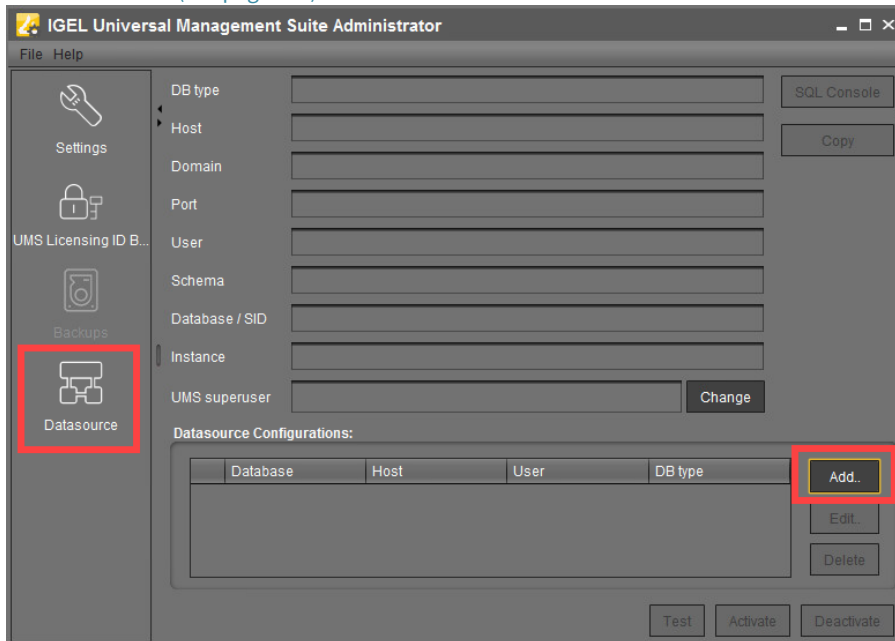 IGEL Universal Management Suite Administrator
File Help
Settings
UMS Licensing ID B...
Backups
Datasource
DB type
Host
Domain
Port
User
Schema
Database / SID
Instance
UMS superuser
Change
SQL Console
Copy
Datasource Configurations:
Database Host User DB type
Add..
Edit..
Delete
Test Activate Deactivate